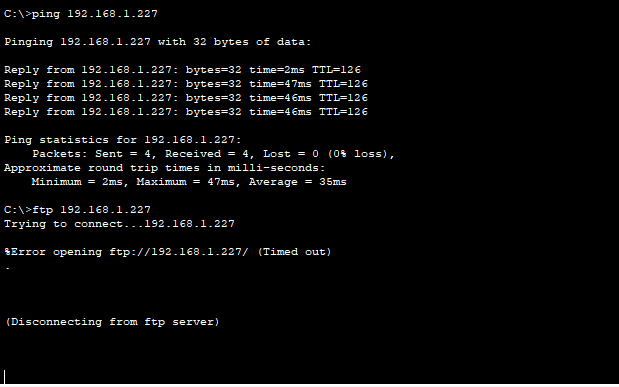 C:\>ping 192.168.1.227
Pinging 192.168.1.227 with 32 bytes of data:
Reply from 192.168.1.227: bytes=32 time=2ms TTL=126
Reply from 192.168.1.227: bytes=32 time=47ms TTL=126
Reply from 192.168.1.227: bytes=32 time=46ms TTL=126
Reply from 192.168.1.227: bytes=32 time=46ms TTL=126
Ping statistics for 192.168.1.227:
    Packets: Sent = 4, Received = 4, Lost = 0 (0% loss),
Approximate round trip times in milli-seconds:
    Minimum = 2ms, Maximum = 47ms, Average = 35ms
C:\>ftp 192.168.1.227
Trying to connect...192.168.1.227
%Error opening ftp://192.168.1.227/ (Timed out)
.
(Disconnecting from ftp server)